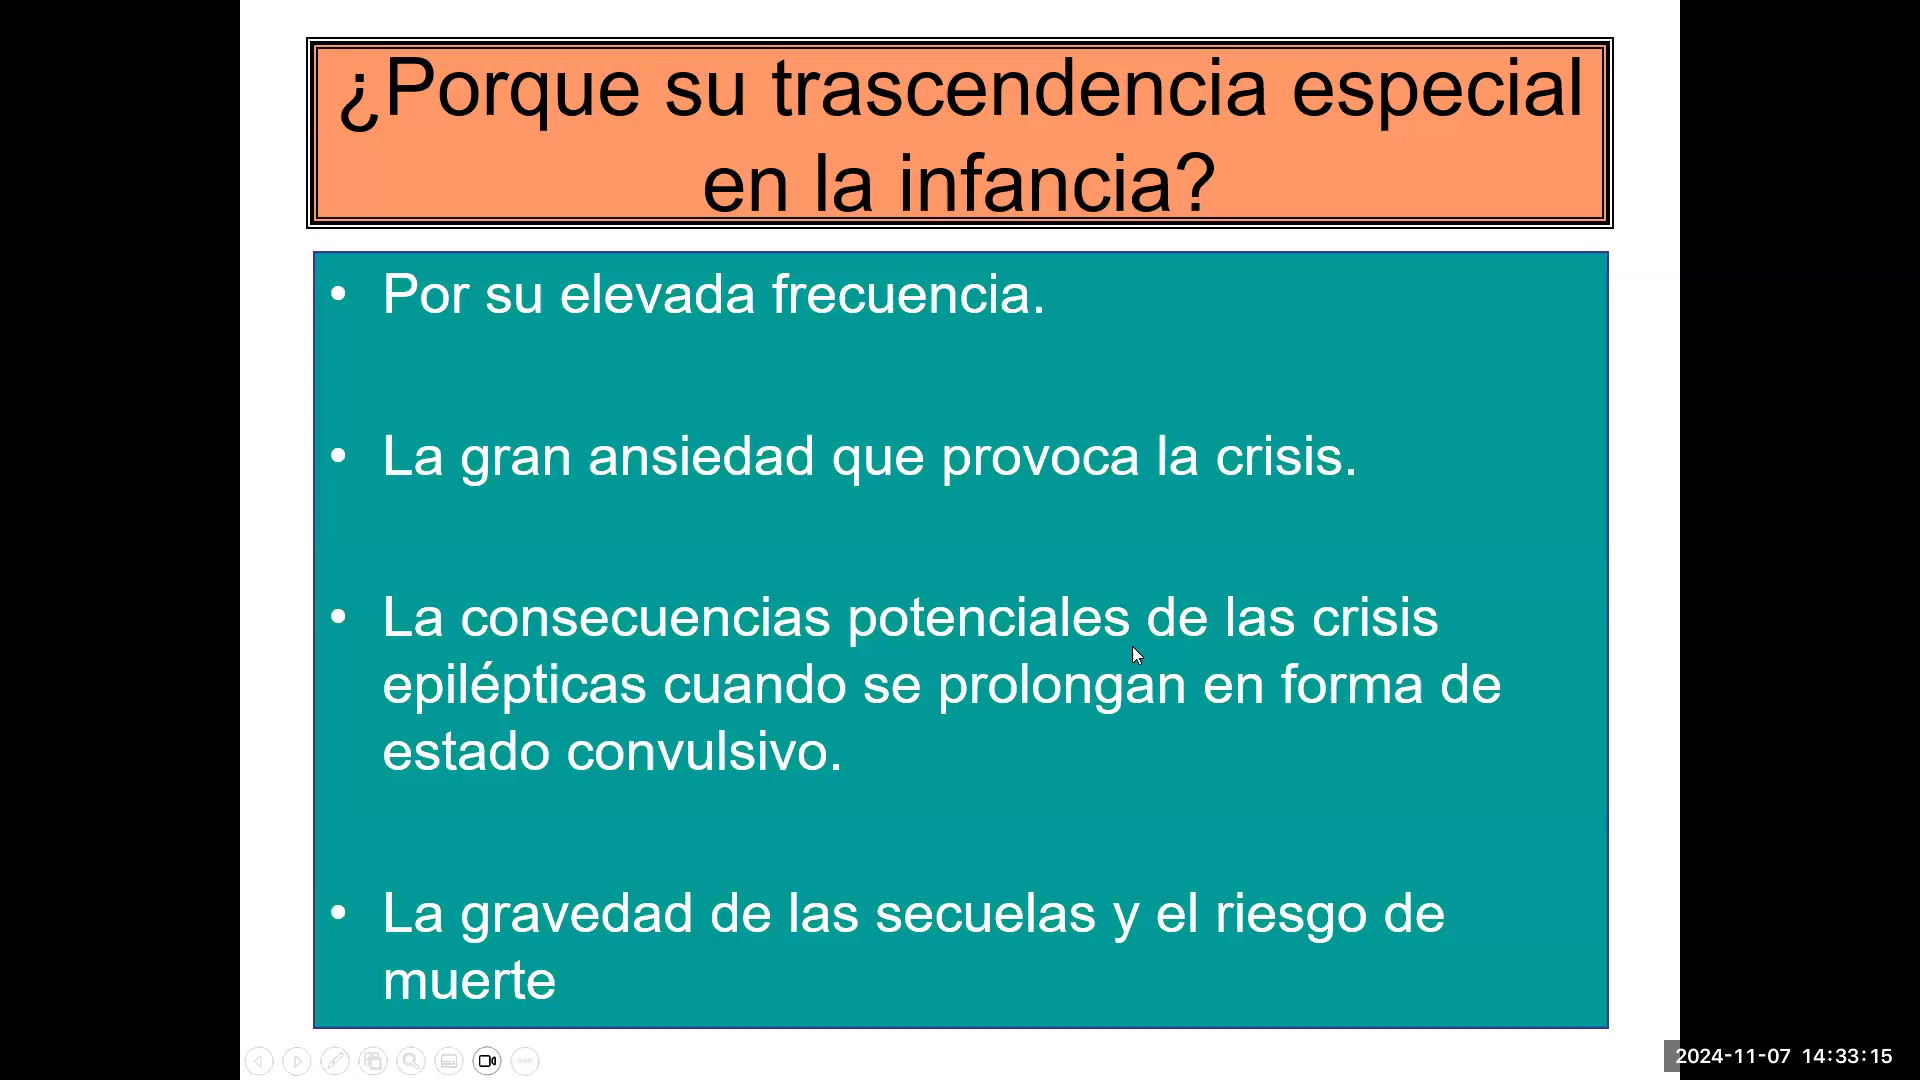 ¿Porque su trascendencia especial
en la infancia?
• Por su elevada frecuencia.
• La gran ansiedad que provoca la crisis.
• La consecuencias potenciales de las crisis
epilépticas cuando se prolongan en forma de
estado convulsivo.
• La gravedad de las secuelas y el riesgo de
muerte
2024-11-07 14:33:15